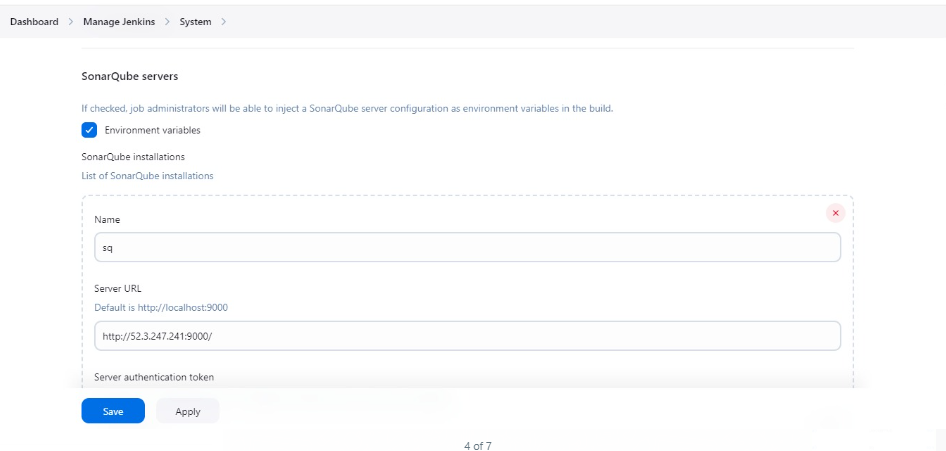 Dashboard > Manage Jenkins > System >
SonarQube servers
If checked, job administrators will be able to inject a SonarQube server configuration as environment variables in the build.
Environment variables
SonarQube installations
List of SonarQube installations
Name
sq
Server URL
Default is http://localhost:9000
http://52.3.247.241:9000/
Server authentication token
Save Apply
4 of 7